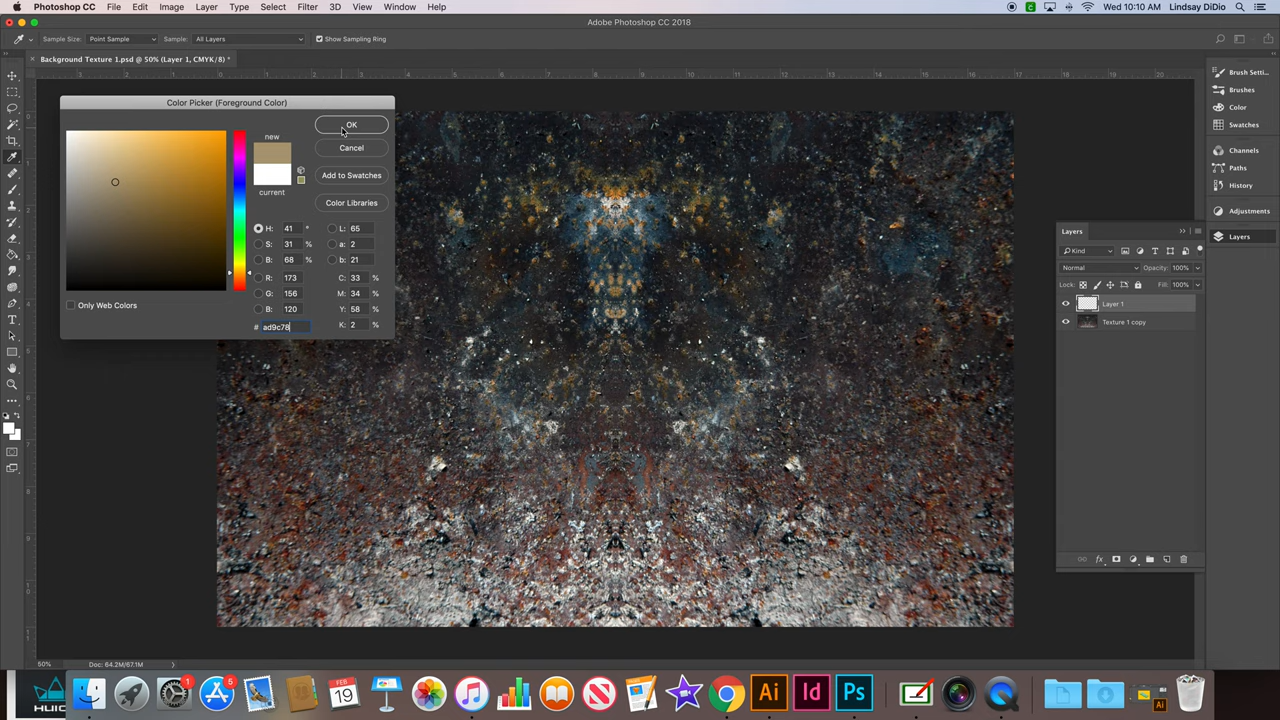 Photoshop CC File Edit Image Layer Type Select Filter 3D View Window Help Wed 10:10 AM Lindsay DiDio
Adobe Photoshop CC 2018
Sample Size: Point Sample Sample: All Layers Show Sampling Ring
Background Texture 1.psd @ 50% (Layer 1, CMYK/8) *
Color Picker (Foreground Color)
new
current
OK
Cancel
Add to Swatches
Color Libraries
H: 41 °
S: 31 %
B: 68 %
R: 173
G: 156
B: 120
# ad9c78
L: 65
a: 2
b: 21
C: 33 %
M: 34 %
Y: 58 %
K: 2 %
Only Web Colors
Brush Setti...
Brushes
Color
Swatches
Channels
Paths
History
Adjustments
Layers
Layers
Kind
Normal Opacity: 100%
Lock: Fill: 100%
Layer 1
Texture 1 copy
50% Doc: 64.2M/67.1M
HUIO
1
5
FEB
19
Ai
Id
Ps